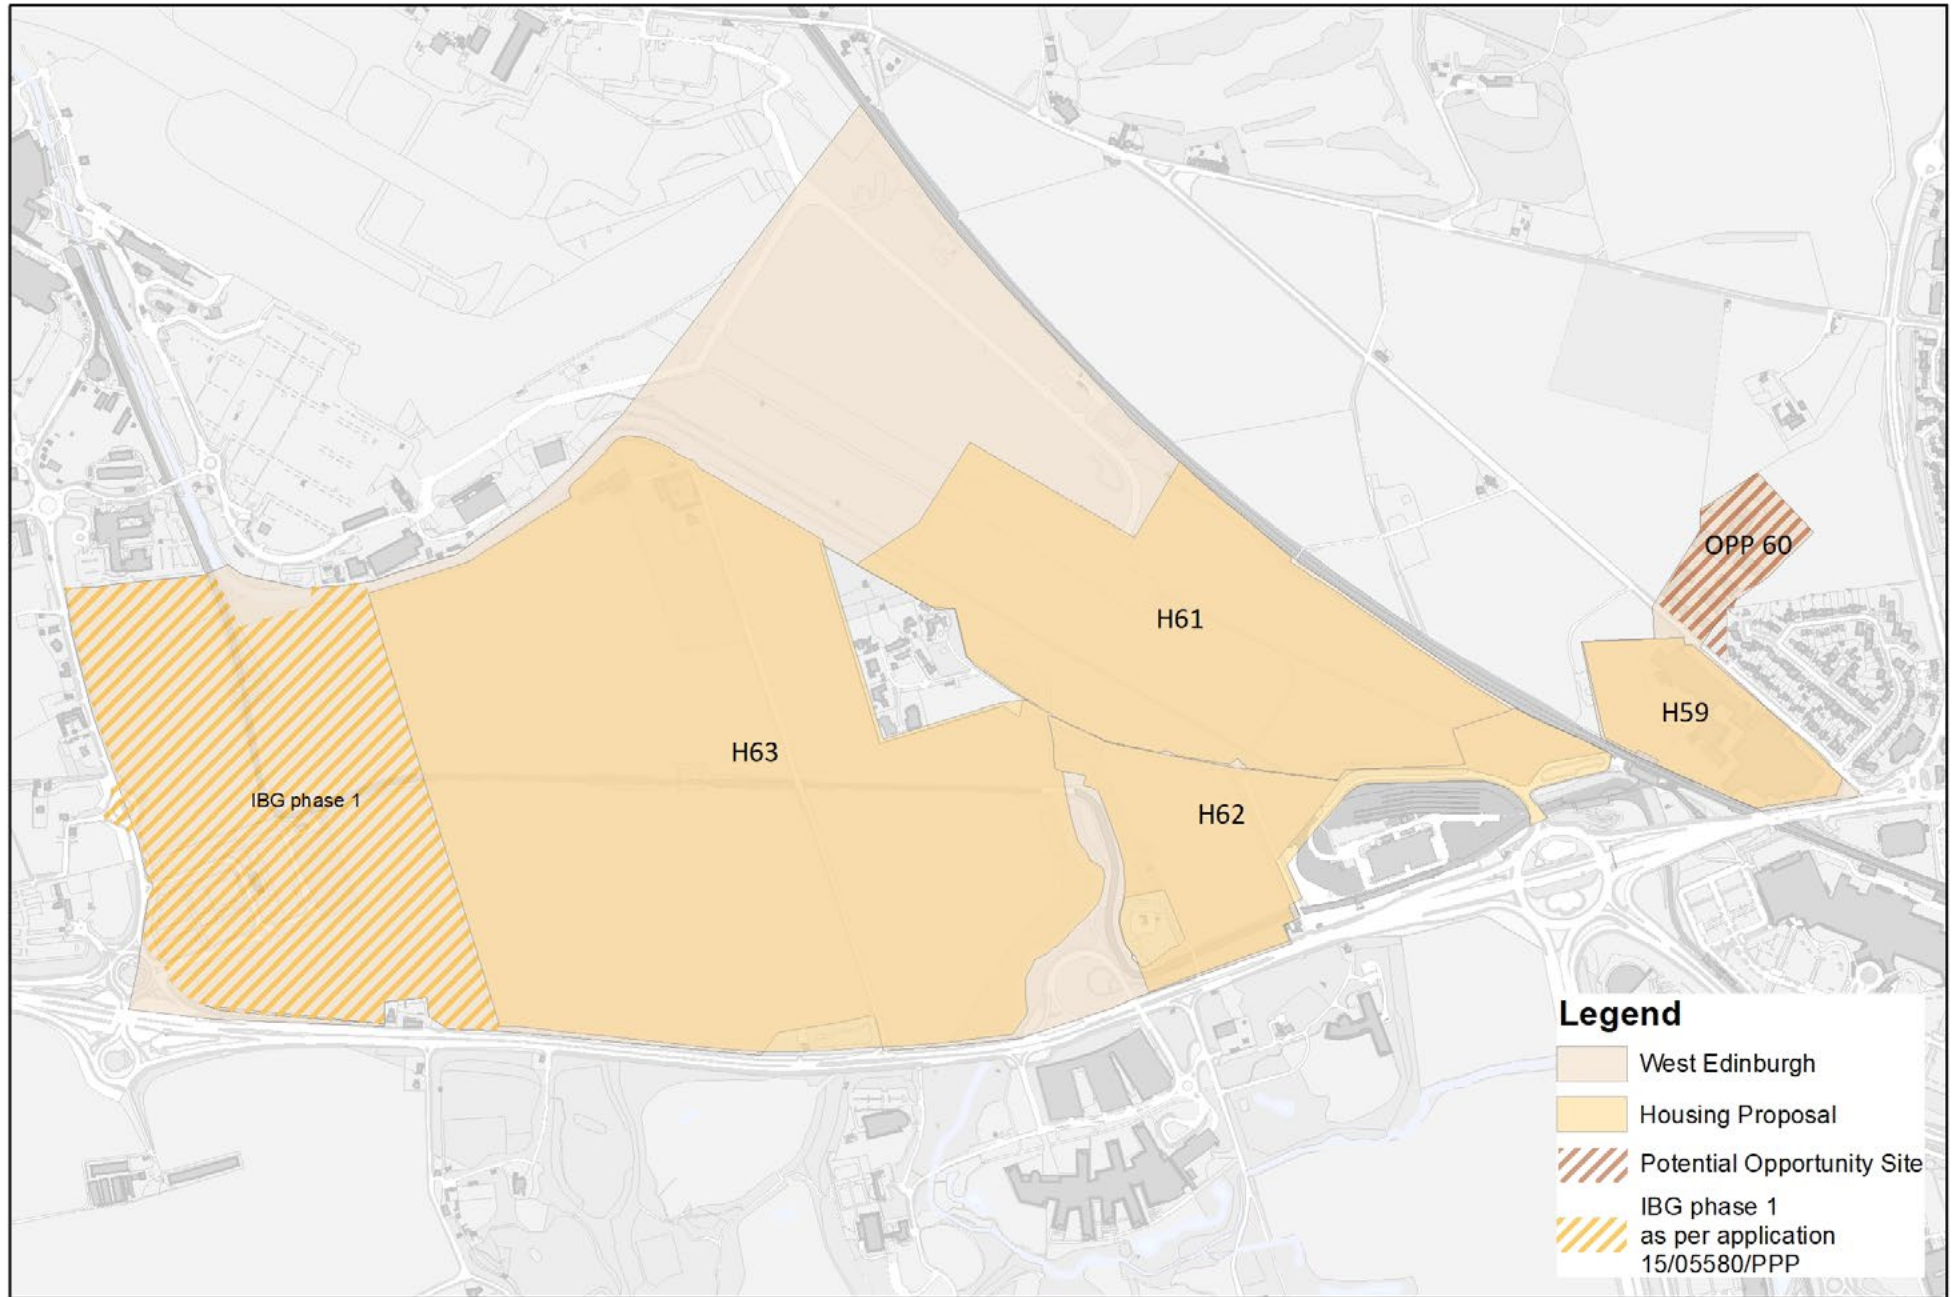 OPP 60
H61
H59
H63
IBG phase 1
H62
Legend
West Edinburgh
Housing Proposal
Potential Opportunity Site
IBG phase 1
as per application
15/05580/PPP